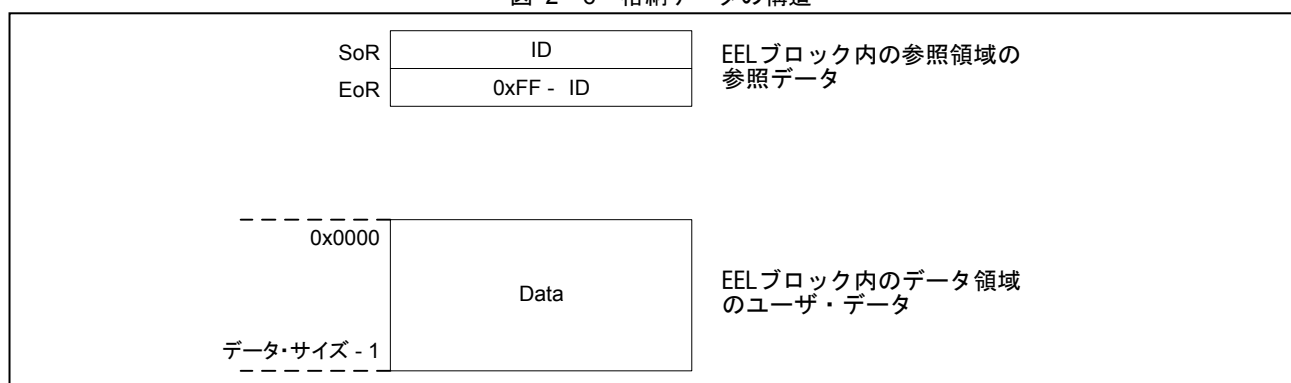 SoR
ID
EELブロック内の参照領域の
参照データ
EoR
0xFF - ID
0x0000
Data
EELブロック内のデータ領域
のユーザ・データ
データ・サイズ - 1